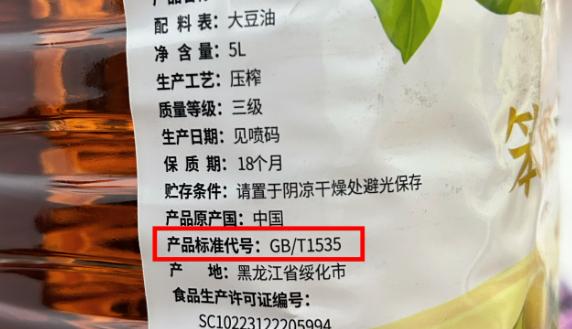 配料表：大豆油
净含量：5L
生产工艺：压榨
质量等级：三级
生产日期：见喷码
保质期：18个月
贮存条件：请置于阴凉干燥处避光保存
产品原产国：中国
产品标准代号：GB/T1535
产地：黑龙江省绥化市
食品生产许可证编号：
SC10223122205994